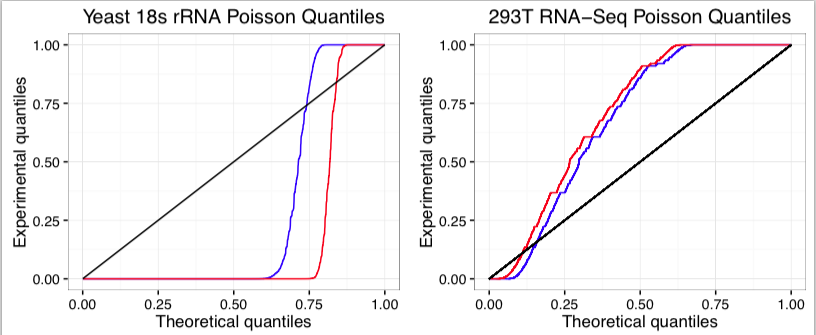 Yeast 18s rRNA Poisson Quantiles
1.00
0.75
0.50
0.25
0.00
Experimental quantiles
0.00 0.25 0.50 0.75 1.00
Theoretical quantiles
293T RNA−Seq Poisson Quantiles
1.00
0.75
0.50
0.25
0.00
Experimental quantiles
0.00 0.25 0.50 0.75 1.00
Theoretical quantiles